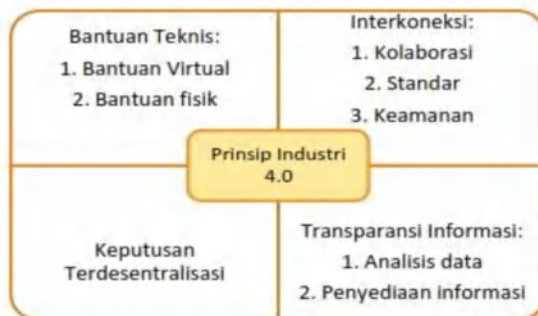 Bantuan Teknis:
1. Bantuan Virtual
2. Bantuan fisik
Interkoneksi:
1. Kolaborasi
2. Standar
3. Keamanan
Prinsip Industri
4.0
Keputusan
Terdesentralisasi
Transparansi Informasi:
1. Analisis data
2. Penyediaan informasi